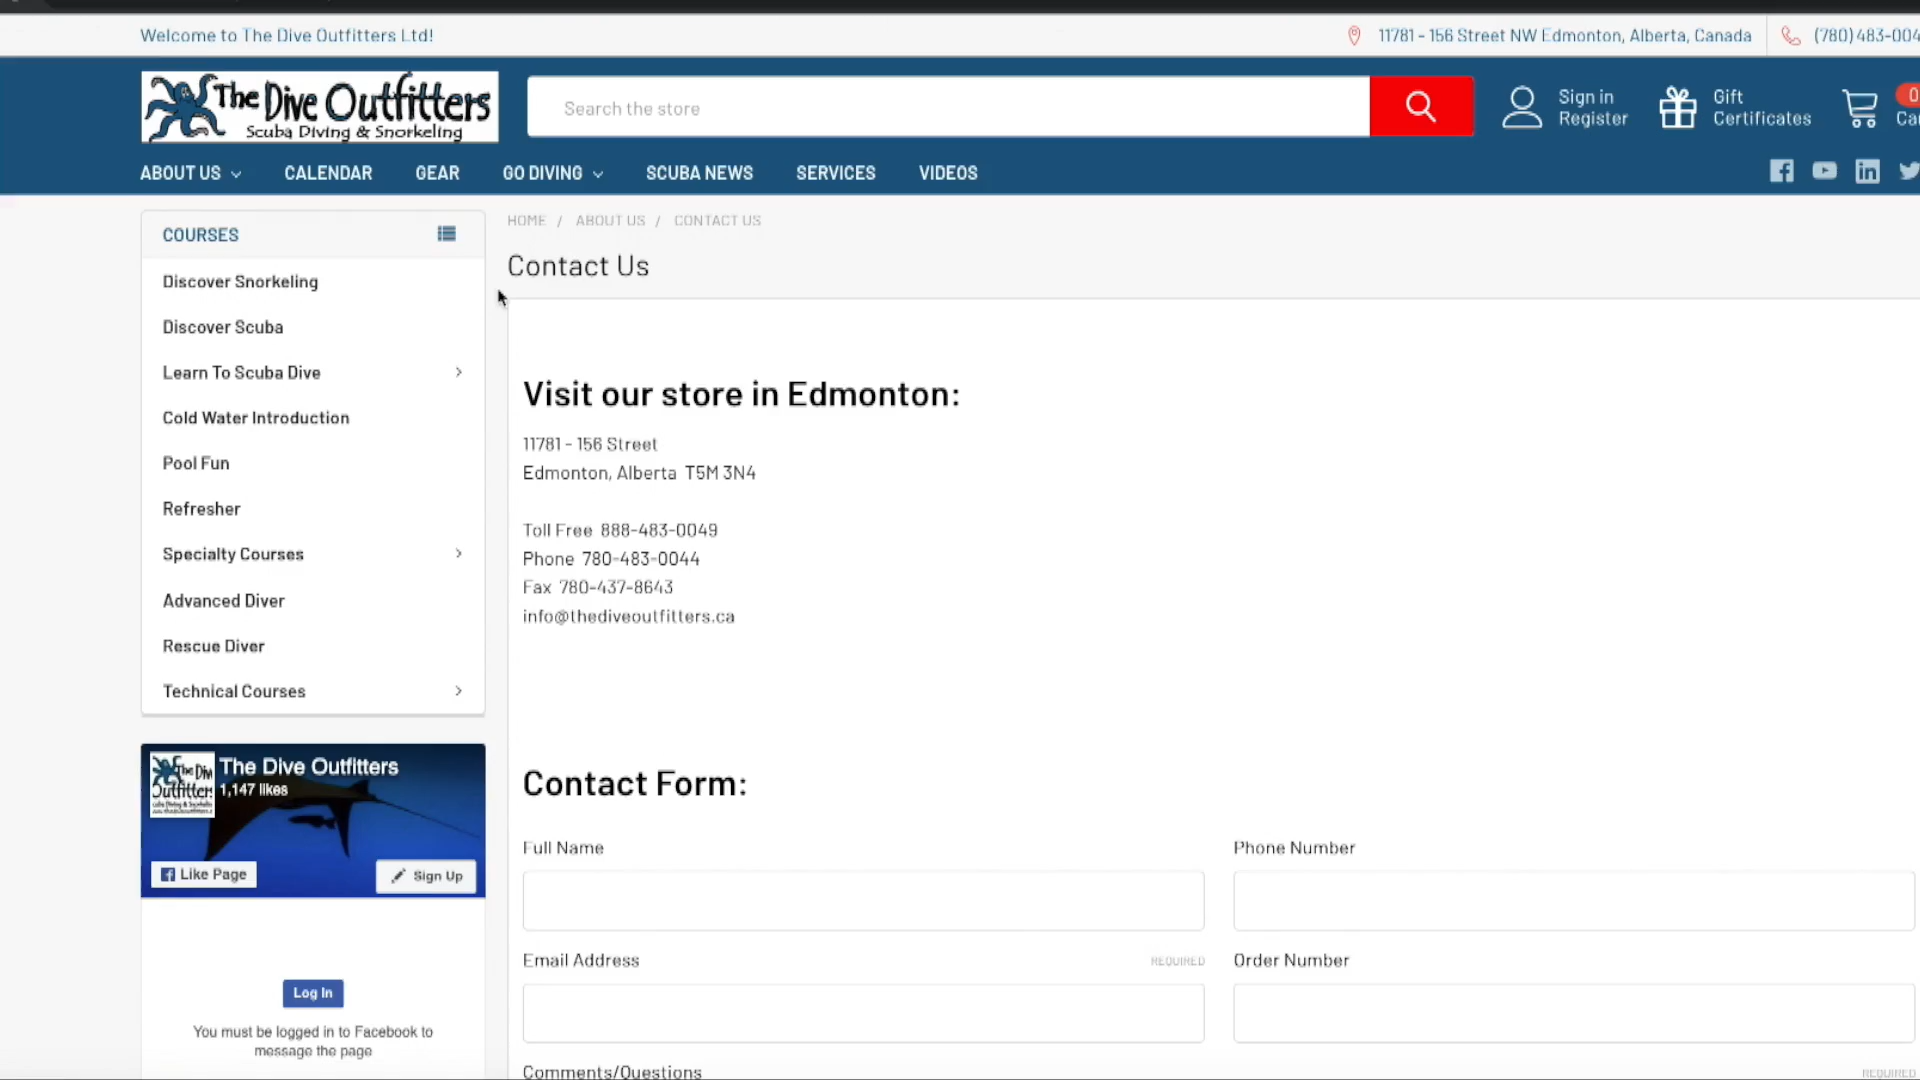 Welcome to The Dive Outfitters Ltd!
11781 - 156 Street NW Edmonton, Alberta, Canada
(780) 483-004
The Dive Outfitters
Scuba Diving & Snorkeling
Search the store
Sign in
Register
Gift
Certificates
0
ABOUT US
CALENDAR
GEAR
GO DIVING
SCUBA NEWS
SERVICES
VIDEOS
COURSES
Discover Snorkeling
Discover Scuba
Learn To Scuba Dive
Cold Water Introduction
Pool Fun
Refresher
Specialty Courses
Advanced Diver
Rescue Diver
Technical Courses
The Dive Outfitters
1,147 likes
Like Page
Sign Up
Log In
You must be logged in to Facebook to
message the page
HOME / ABOUT US / CONTACT US
Contact Us
Visit our store in Edmonton:
11781 - 156 Street
Edmonton, Alberta T5M 3N4
Toll Free 888-483-0049
Phone 780-483-0044
Fax 780-437-8643
info@thediveoutfitters.ca
Contact Form:
Full Name
Phone Number
Email Address
REQUIRED
Order Number
Comments/Questions
REQUIRED